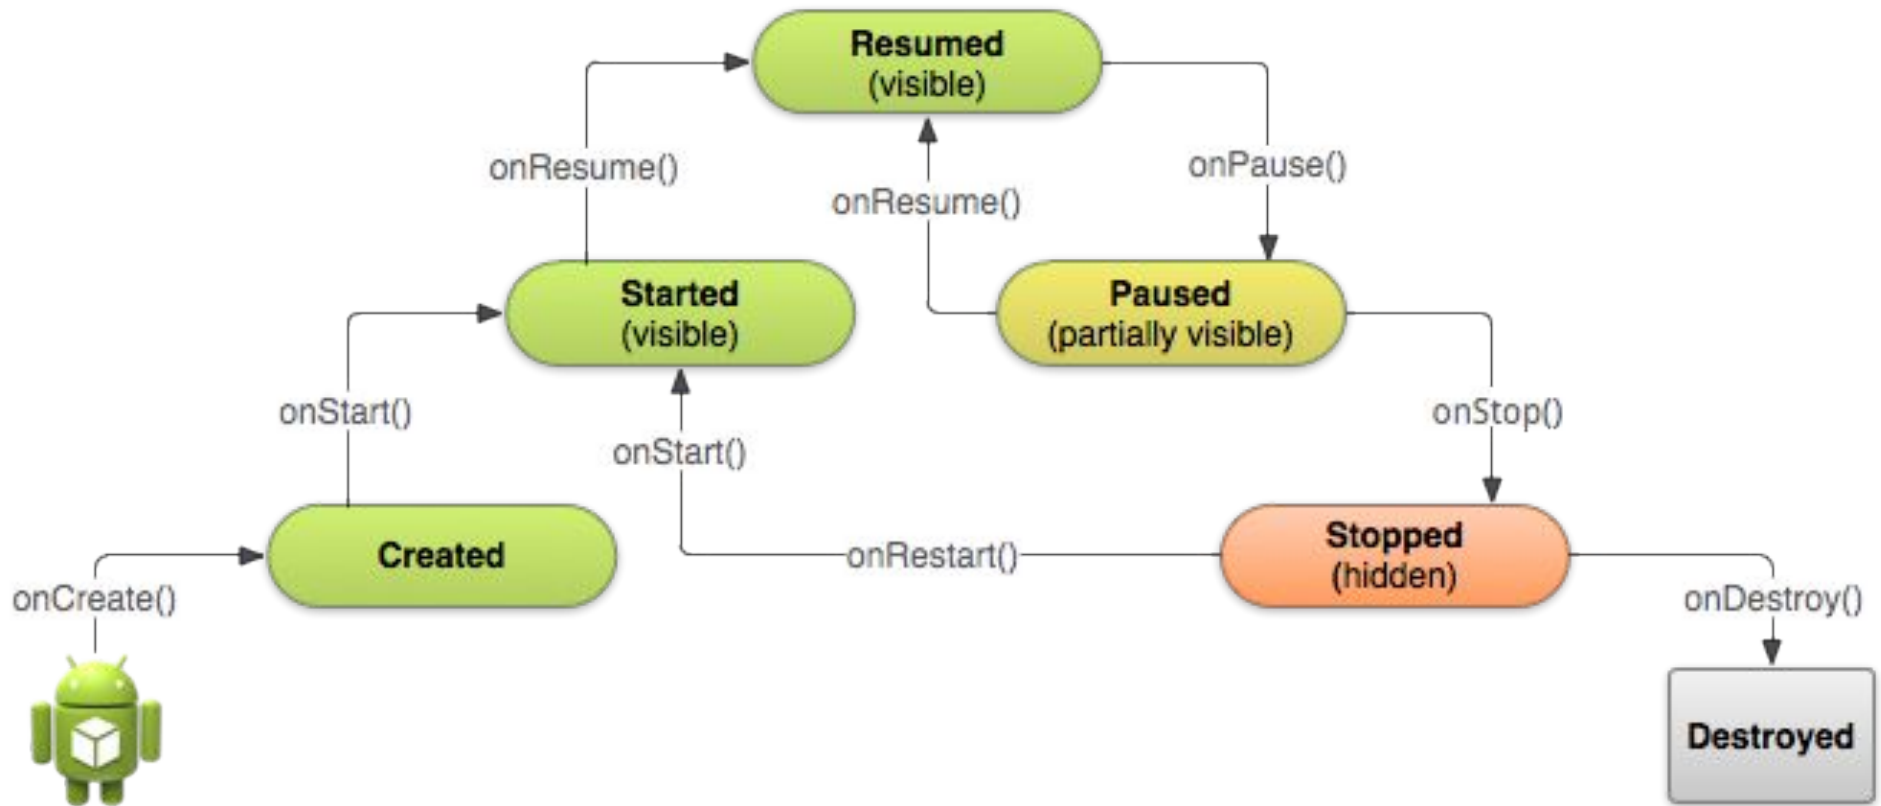 Resumed
(visible)
onResume()
onPause()
onResume()
Started
(visible)
Paused
(partially visible)
onStart()
onStop()
onStart()
Created
onRestart()
Stopped
(hidden)
onCreate()
onDestroy()
Destroyed